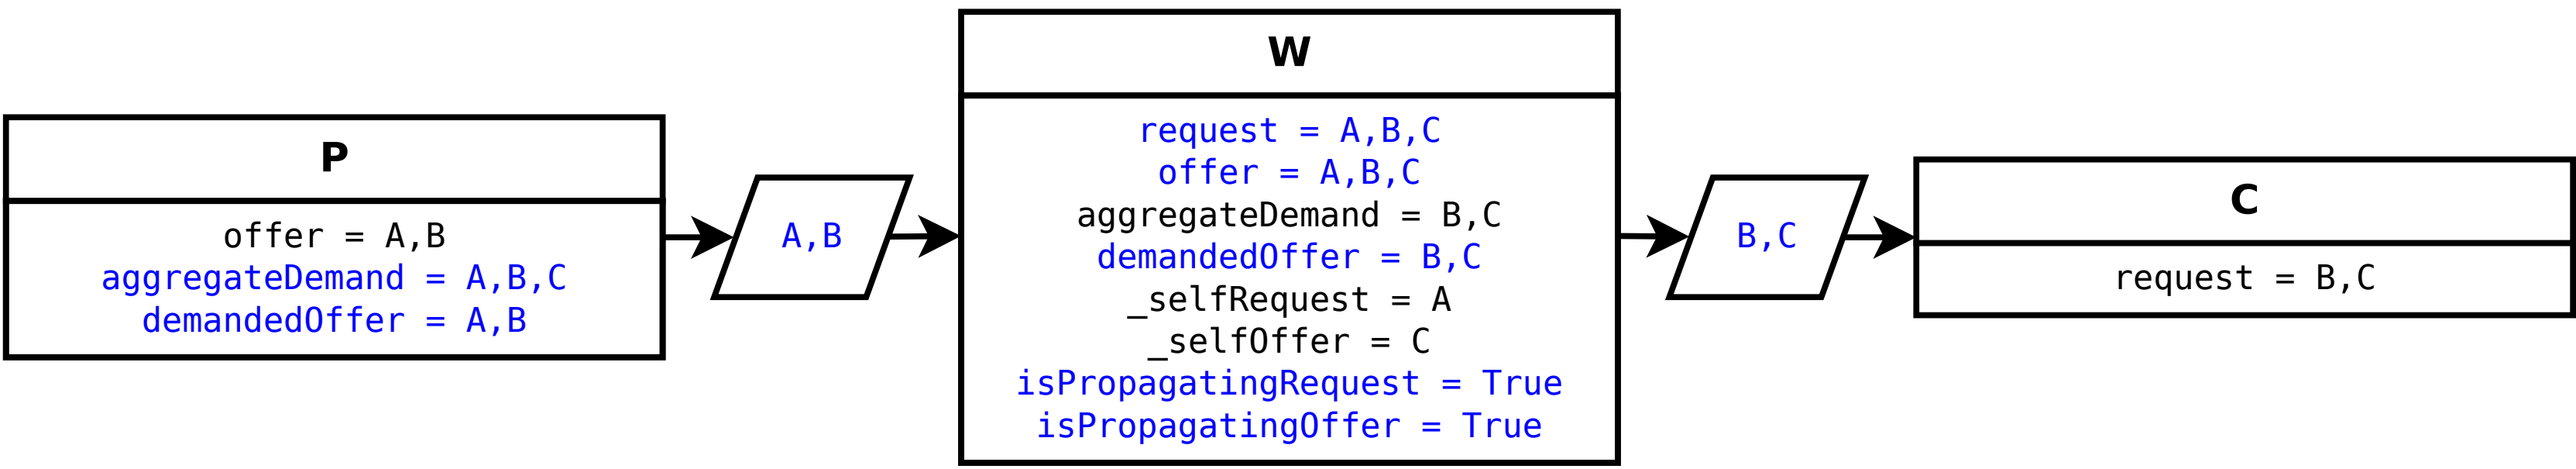 P
offer = A,B
aggregateDemand = A,B,C
demandedOffer = A,B
A,B
W
request = A,B,C
offer = A,B,C
aggregateDemand = B,C
demandedOffer = B,C
_selfRequest = A
_selfOffer = C
isPropagatingRequest = True
isPropagatingOffer = True
B,C
C
request = B,C